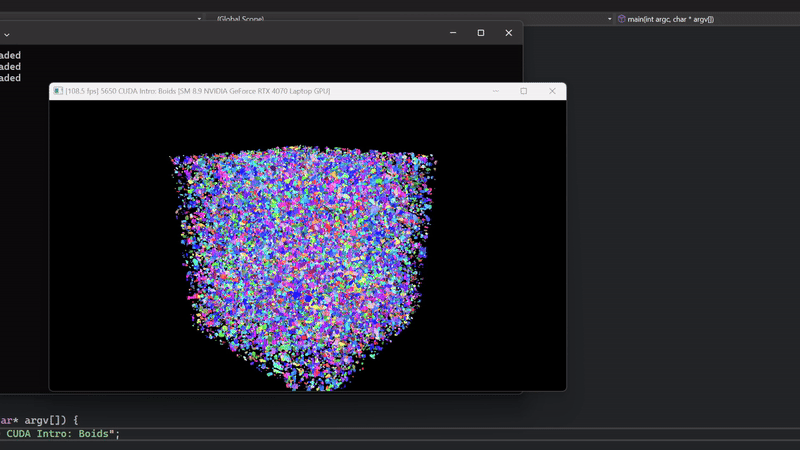 (Global Scope)
main(int argc, char * argv[])
aded
aded
aded
[108.5 fps] 5650 CUDA Intro: Boids [SM 8.9 NVIDIA GeForce RTX 4070 Laptop GPU]
ar* argv[]) {
CUDA Intro: Boids";